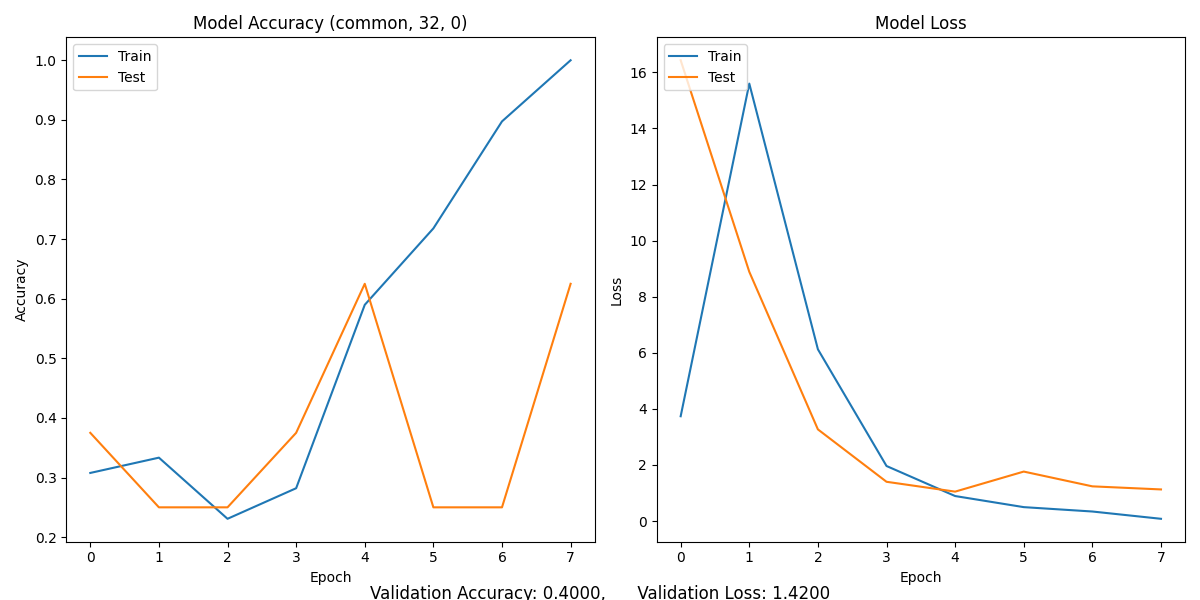 Model Accuracy (common, 32, 0)
Train
Test
1.0
0.9
0.8
0.7
0.6
0.5
0.4
0.3
0.2
Accuracy
0 1 2 3 4 5 6 7
Epoch
Model Loss
Train
Test
16
14
12
10
8
6
4
2
0
Loss
0 1 2 3 4 5 6 7
Epoch
Validation Accuracy: 0.4000, Validation Loss: 1.4200